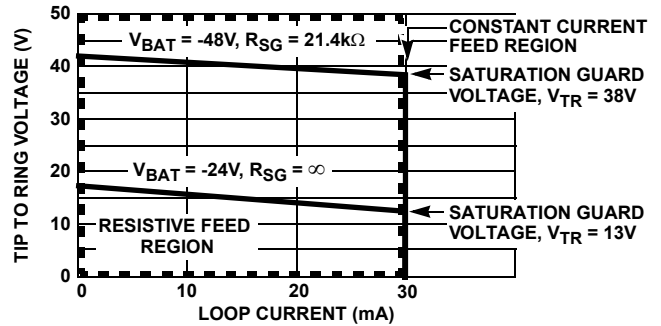 50
40
30
20
10
0
TIP TO RING VOLTAGE (V)
V_BAT = -48V, R_SG = 21.4kΩ
V_BAT = -24V, R_SG = ∞
RESISTIVE FEED
REGION
CONSTANT CURRENT
FEED REGION
SATURATION GUARD
VOLTAGE, V_TR = 38V
SATURATION GUARD
VOLTAGE, V_TR = 13V
0 10 20 30
LOOP CURRENT (mA)